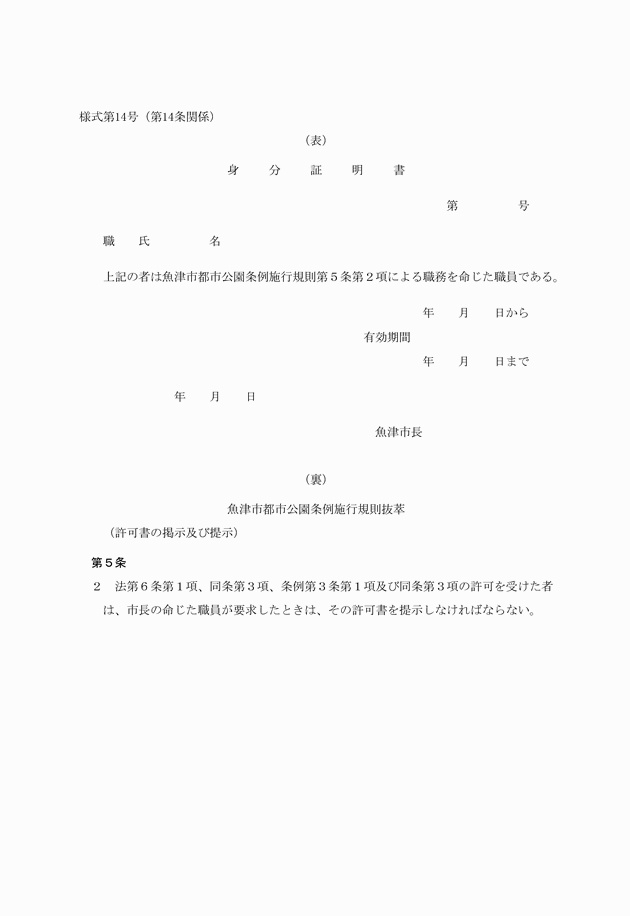 様式第14号（第14条関係）
（表）
身　　分　　証　　明　　書
第　　　　　号
職　氏　　　　　名
上記の者は魚津市都市公園条例施行規則第５条第２項による職務を命じた職員である。
年　　月　　日から
有効期間
年　　月　　日まで
年　　月　　日
魚津市長
（裏）
魚津市都市公園条例施行規則抜萃
（許可書の掲示及び提示）
第５条
２　法第６条第１項、同条第３項、条例第３条第１項及び同条第３項の許可を受けた者
は、市長の命じた職員が要求したときは、その許可書を提示しなければならない。